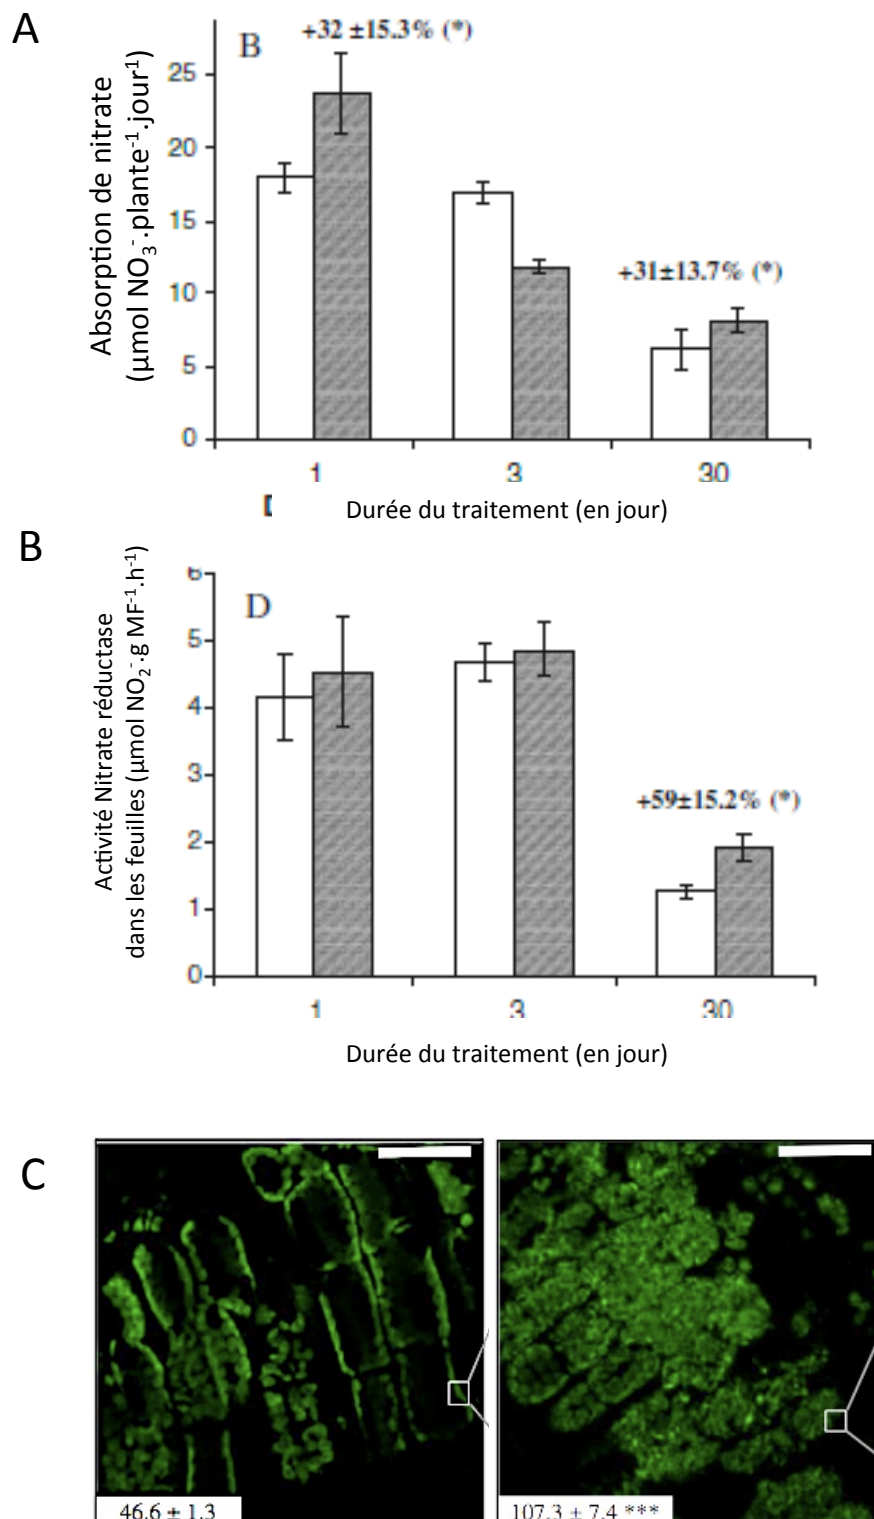 A
B
+32 ±15.3% (*)
Absorption de nitrate
(µmol NO₃⁻.plante⁻¹.jour¹)
25
20
15
10
5
0
+31±13.7% (*)
1
3
30
Durée du traitement (en jour)
B
D
Activité Nitrate réductase
dans les feuilles (µmol NO₂⁻.g MF⁻¹.h⁻¹)
6
5
4
3
2
1
0
+59±15.2% (*)
1
3
30
Durée du traitement (en jour)
C
46.6 ± 1.3
107.3 ± 7.4 ***